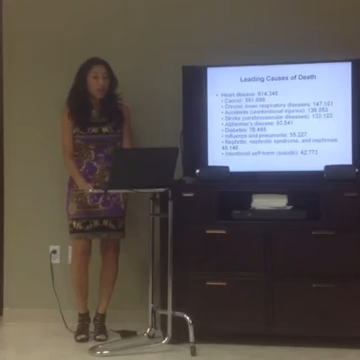 Leading Causes of Death
• Heart disease: 614,348
• Cancer: 591,699
• Chronic lower respiratory diseases: 147,101
• Accidents (unintentional injuries): 136,053
• Stroke (cerebrovascular diseases): 133,103
• Alzheimer's disease: 93,541
• Diabetes: 76,488
• Influenza and pneumonia: 55,227
• Nephritis, nephrotic syndrome, and nephrosis:
48,146
• Intentional self-harm (suicide): 42,773